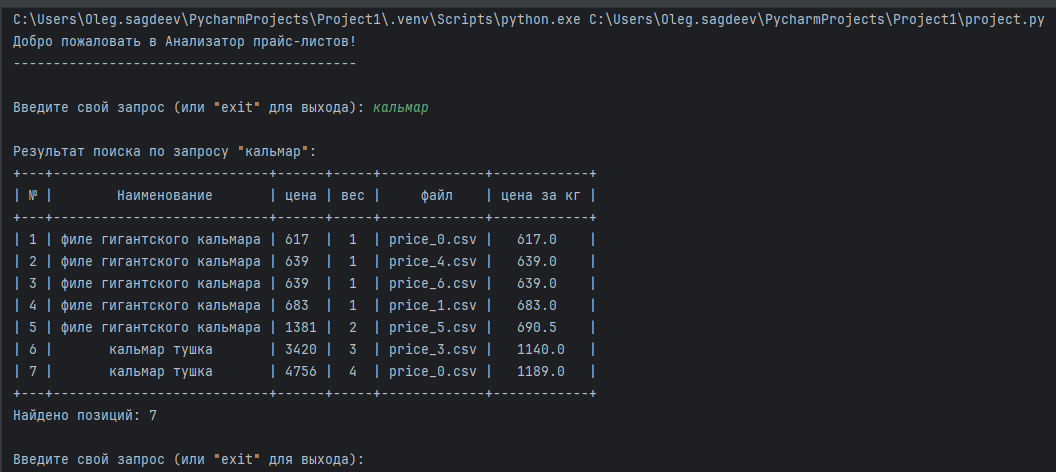 C:\Users\Oleg.sagdeev\PycharmProjects\Project1\.venv\Scripts\python.exe C:\Users\Oleg.sagdeev\PycharmProjects\Project1\project.py
Добро пожаловать в Анализатор прайс-листов!
-------------------------------------------
Введите свой запрос (или "exit" для выхода): кальмар
Результат поиска по запросу "кальмар":
+---+---------------------------+------+-----+-------------+------------+
| № |        Наименование       | цена | вес |     файл    | цена за кг |
+---+---------------------------+------+-----+-------------+------------+
| 1 | филе гигантского кальмара | 617  |  1  | price_0.csv |   617.0    |
| 2 | филе гигантского кальмара | 639  |  1  | price_4.csv |   639.0    |
| 3 | филе гигантского кальмара | 639  |  1  | price_6.csv |   639.0    |
| 4 | филе гигантского кальмара | 683  |  1  | price_1.csv |   683.0    |
| 5 | филе гигантского кальмара | 1381 |  2  | price_5.csv |   690.5    |
| 6 |       кальмар тушка       | 3420 |  3  | price_3.csv |   1140.0   |
| 7 |       кальмар тушка       | 4756 |  4  | price_0.csv |   1189.0   |
+---+---------------------------+------+-----+-------------+------------+
Найдено позиций: 7
Введите свой запрос (или "exit" для выхода):